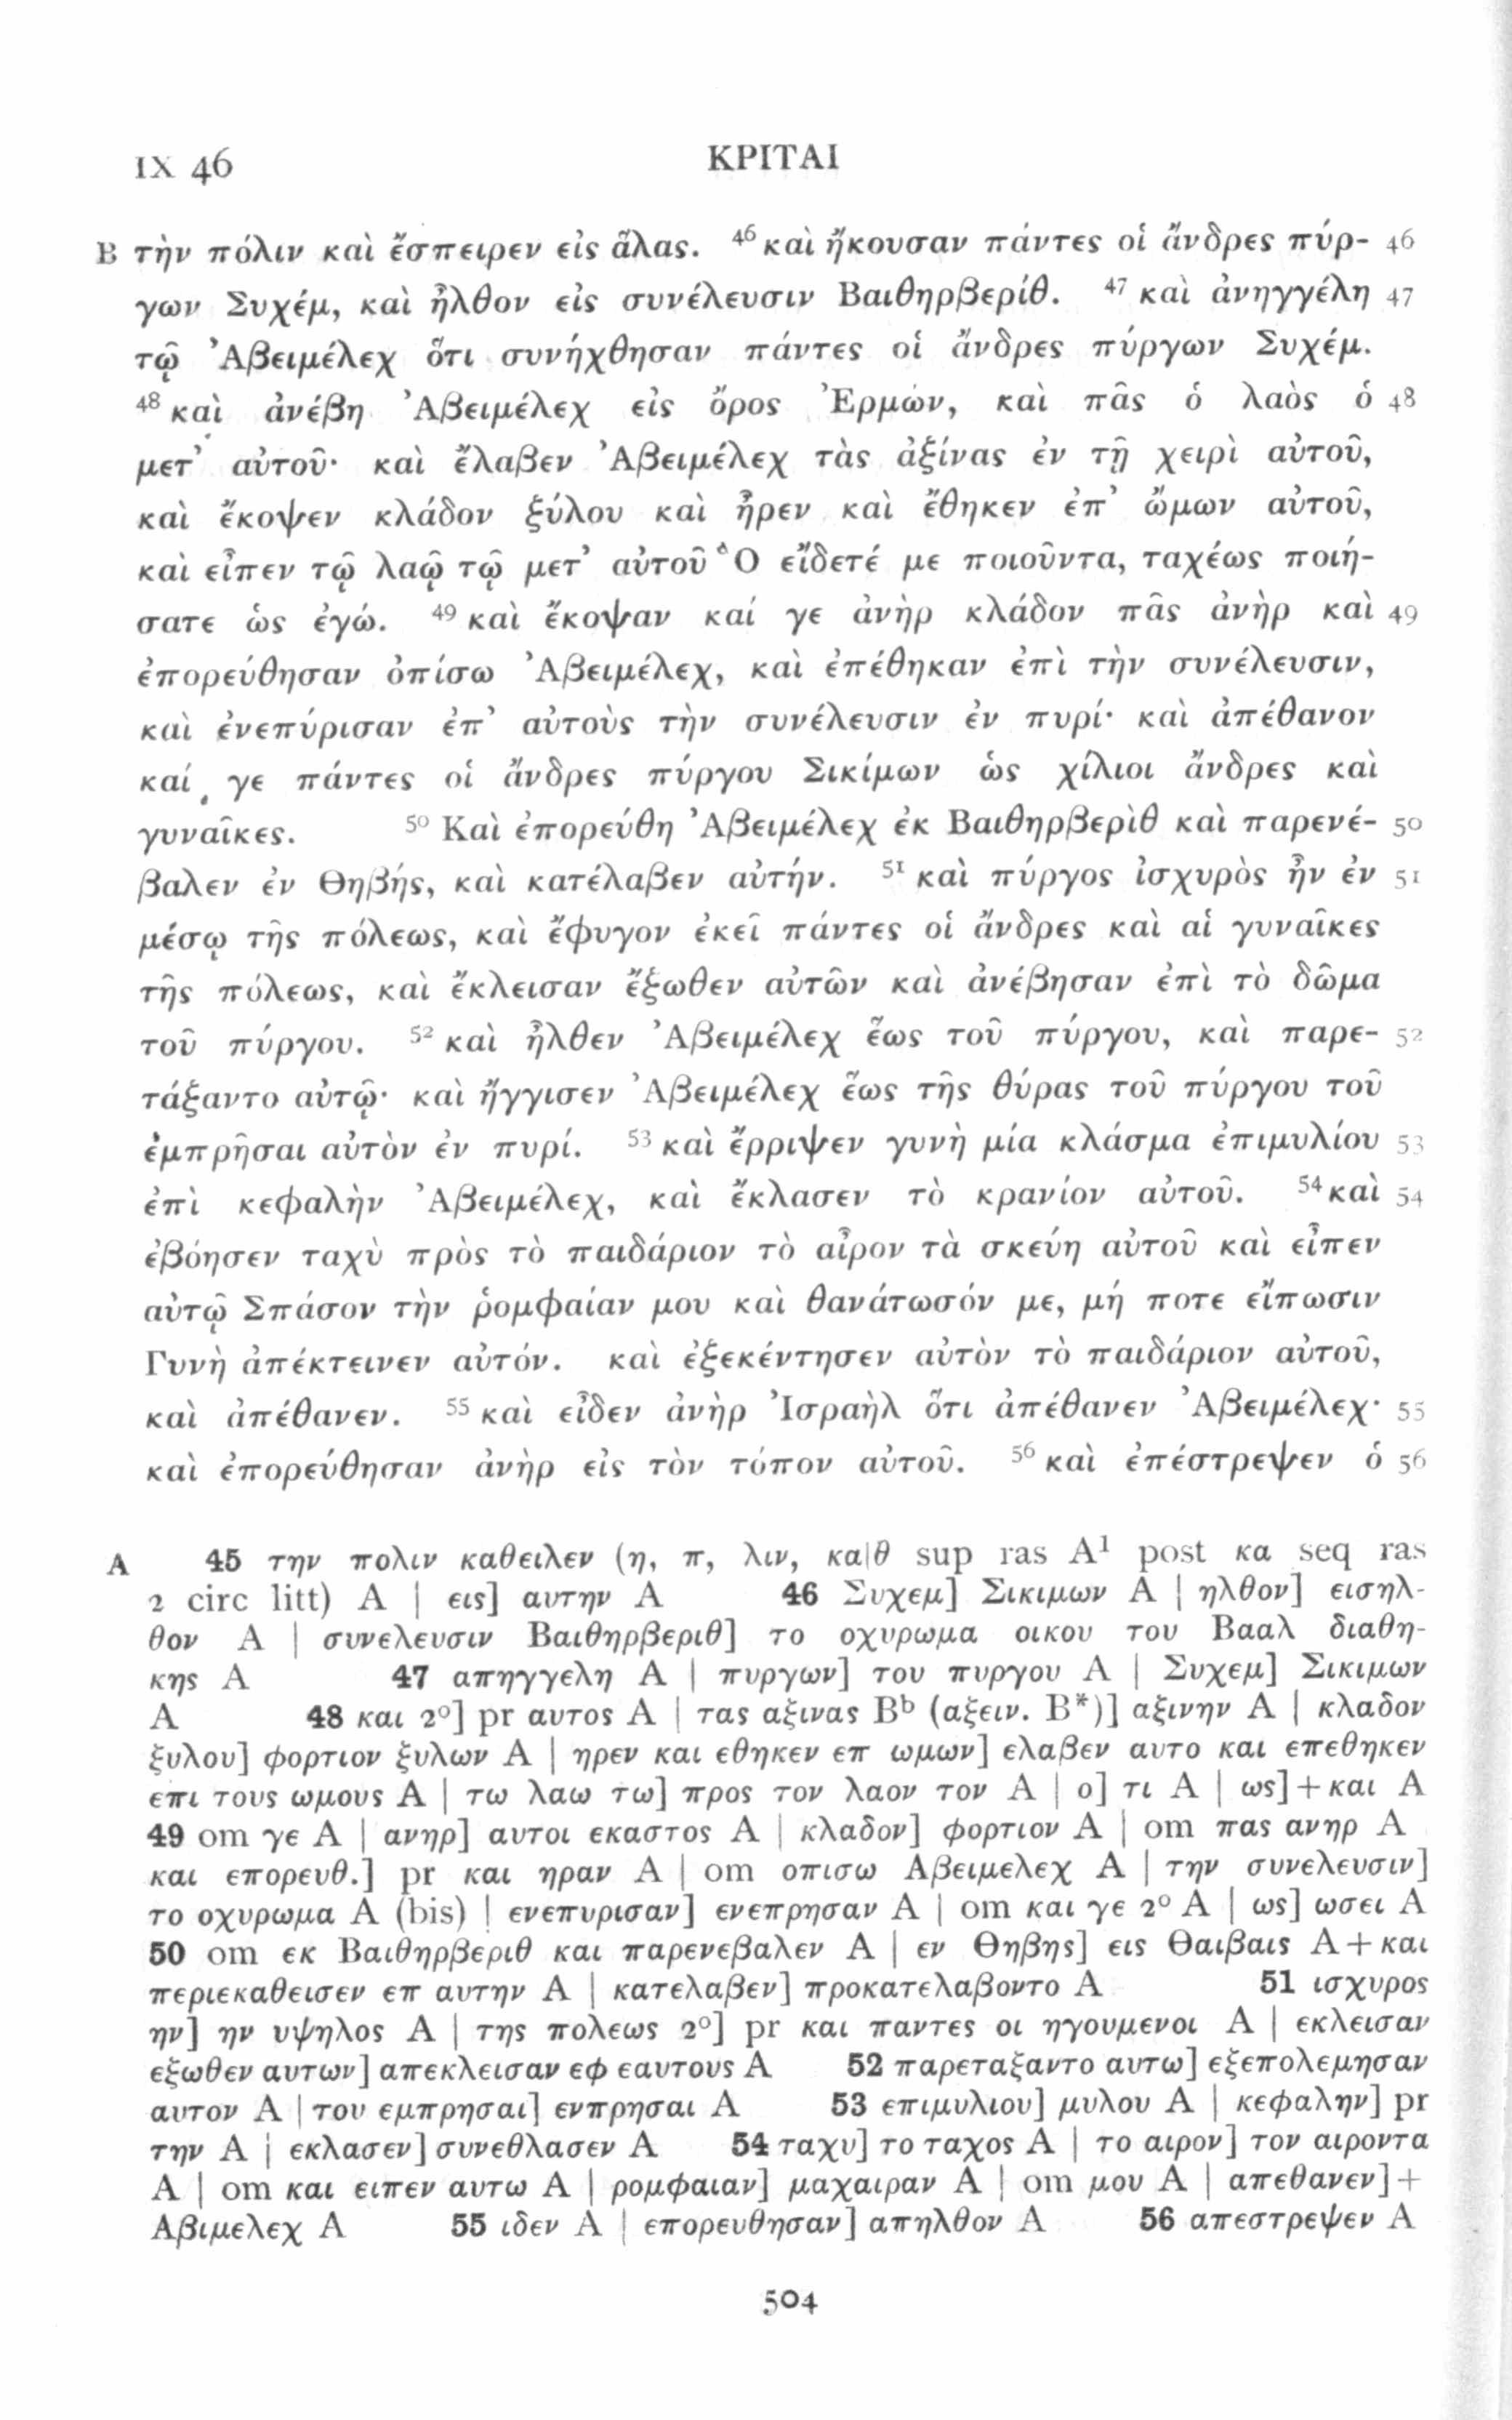 IX 46 ΚΡΙΤΑΙ
B τὴν πόλιν καὶ ἔσπειρεν εἰς ἅλας. ⁴⁶ καὶ ἤκουσαν πάντες οἱ ἄνδρες πύρ- 46
γων Συχέμ, καὶ ἦλθον εἰς συνέλευσιν Βαιθηρβερίθ. ⁴⁷ καὶ ἀνηγγέλη 47
τῷ Ἀβειμέλεχ ὅτι συνήχθησαν πάντες οἱ ἄνδρες πύργων Συχέμ.
⁴⁸ καὶ ἀνέβη Ἀβειμέλεχ εἰς ὄρος Ἑρμών, καὶ πᾶς ὁ λαὸς ὁ 48
μετ’ αὐτοῦ· καὶ ἔλαβεν Ἀβειμέλεχ τὰς ἀξίνας ἐν τῇ χειρὶ αὐτοῦ,
καὶ ἔκοψεν κλάδον ξύλου καὶ ἦρεν καὶ ἔθηκεν ἐπ’ ὤμων αὐτοῦ,
καὶ εἶπεν τῷ λαῷ τῷ μετ’ αὐτοῦ Ὃ εἴδετέ με ποιοῦντα, ταχέως ποιή-
σατε ὡς ἐγώ. ⁴⁹ καὶ ἔκοψαν καί γε ἀνὴρ κλάδον πᾶς ἀνὴρ καὶ 49
ἐπορεύθησαν ὀπίσω Ἀβειμέλεχ, καὶ ἐπέθηκαν ἐπὶ τὴν συνέλευσιν,
καὶ ἐνεπύρισαν ἐπ’ αὐτοὺς τὴν συνέλευσιν ἐν πυρί· καὶ ἀπέθανον
καί γε πάντες οἱ ἄνδρες πύργου Σικίμων ὡς χίλιοι ἄνδρες καὶ
γυναῖκες. ⁵⁰ Καὶ ἐπορεύθη Ἀβειμέλεχ ἐκ Βαιθηρβερὶθ καὶ παρενέ- 50
βαλεν ἐν Θηβής, καὶ κατέλαβεν αὐτήν. ⁵¹ καὶ πύργος ἰσχυρὸς ἦν ἐν 51
μέσῳ τῆς πόλεως, καὶ ἔφυγον ἐκεῖ πάντες οἱ ἄνδρες καὶ αἱ γυναῖκες
τῆς πόλεως, καὶ ἔκλεισαν ἔξωθεν αὐτῶν καὶ ἀνέβησαν ἐπὶ τὸ δῶμα
τοῦ πύργου. ⁵² καὶ ἦλθεν Ἀβειμέλεχ ἕως τοῦ πύργου, καὶ παρε- 52
τάξαντο αὐτῷ· καὶ ἤγγισεν Ἀβειμέλεχ ἕως τῆς θύρας τοῦ πύργου τοῦ
ἐμπρῆσαι αὐτὸν ἐν πυρί. ⁵³ καὶ ἔρριψεν γυνὴ μία κλάσμα ἐπιμυλίου 53
ἐπὶ κεφαλὴν Ἀβειμέλεχ, καὶ ἔκλασεν τὸ κρανίον αὐτοῦ. ⁵⁴ καὶ 54
ἐβόησεν ταχὺ πρὸς τὸ παιδάριον τὸ αἶρον τὰ σκεύη αὐτοῦ καὶ εἶπεν
αὐτῷ Σπάσον τὴν ῥομφαίαν μου καὶ θανάτωσόν με, μή ποτε εἴπωσιν
Γυνὴ ἀπέκτεινεν αὐτόν. καὶ ἐξεκέντησεν αὐτὸν τὸ παιδάριον αὐτοῦ,
καὶ ἀπέθανεν. ⁵⁵ καὶ εἶδεν ἀνὴρ Ἰσραὴλ ὅτι ἀπέθανεν Ἀβειμέλεχ· 55
καὶ ἐπορεύθησαν ἀνὴρ εἰς τὸν τόπον αὐτοῦ. ⁵⁶ καὶ ἐπέστρεψεν ὁ 56
A 45 την πολιν καθειλεν (η, π, λιν, κα|θ sup ras A¹ post κα seq ras
2 circ litt) A | εις] αυτην A 46 Συχεμ] Σικιμων A | ηλθον] εισηλ-
θον A | συνελευσιν Βαιθηρβεριθ] το οχυρωμα οικου του Βααλ διαθη-
κης A 47 απηγγελη A | πυργων] του πυργου A | Συχεμ] Σικιμων
A 48 και 2°] pr αυτος A | τας αξινας Bᵇ (αξειν. B*)] αξινην A | κλαδον
ξυλου] φορτιον ξυλων A | ηρεν και εθηκεν επ ωμων] ελαβεν αυτο και επεθηκεν
επι τους ωμους A | τω λαω τω] προς τον λαον τον A | ο] τι A | ως]+και A
49 om γε A | ανηρ] αυτοι εκαστος A | κλαδον] φορτιον A | om πας ανηρ A
και επορευθ.] pr και ηραν A | om οπισω Αβειμελεχ A | την συνελευσιν]
το οχυρωμα A (bis) | ενεπυρισαν] ενεπρησαν A | om και γε 2° A | ως] ωσει A
50 om εκ Βαιθηρβεριθ και παρενεβαλεν A | εν Θηβης] εις Θαιβαις A+και
περιεκαθεισεν επ αυτην A | κατελαβεν] προκατελαβοντο A 51 ισχυρος
ην] ην υψηλος A | της πολεως 2°] pr και παντες οι ηγουμενοι A | εκλεισαν
εξωθεν αυτων] απεκλεισαν εφ εαυτους A 52 παρεταξαντο αυτω] εξεπολεμησαν
αυτον A | του εμπρησαι] ενπρησαι A 53 επιμυλιου] μυλου A | κεφαλην] pr
την A | εκλασεν] συνεθλασεν A 54 ταχυ] το ταχος A | το αιρον] τον αιροντα
A | om και ειπεν αυτω A | ρομφαιαν] μαχαιραν A | om μου A | απεθανεν]+
Αβιμελεχ A 55 ιδεν A | επορευθησαν] απηλθον A 56 απεστρεψεν A
504